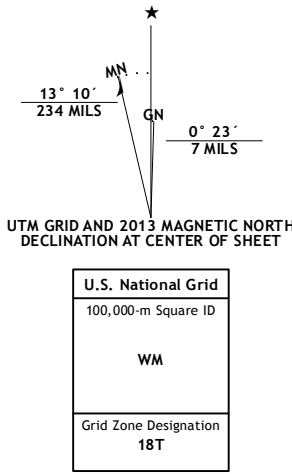 MN
GN
13° 10´
234 MILS
0° 23´
7 MILS
UTM GRID AND 2013 MAGNETIC NORTH
DECLINATION AT CENTER OF SHEET
U.S. National Grid
100,000-m Square ID
WM
Grid Zone Designation
18T